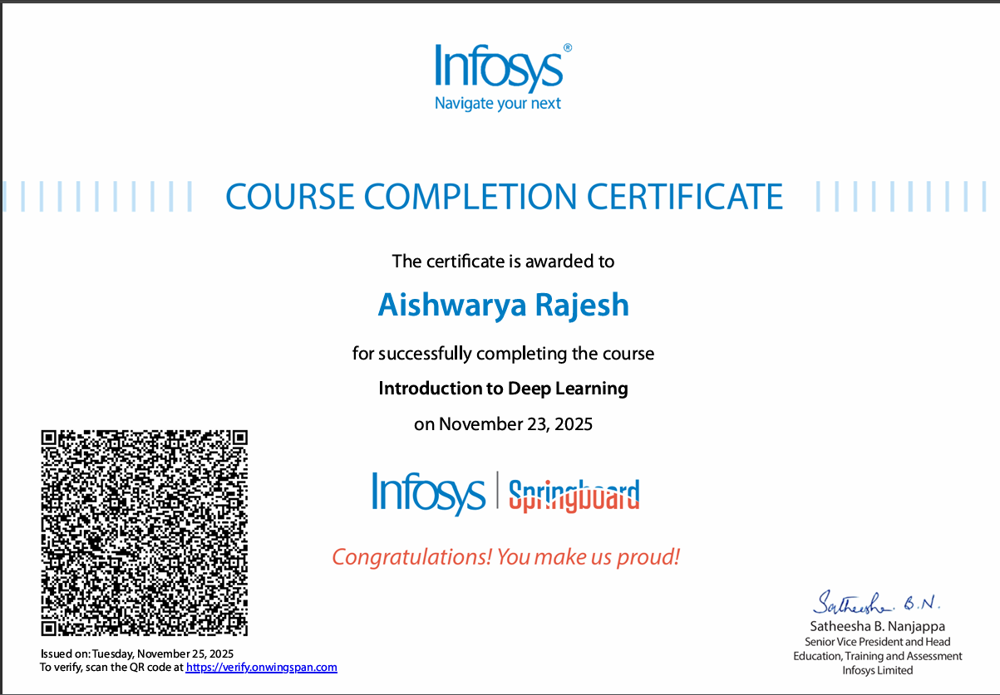 Infosys®
Navigate your next
COURSE COMPLETION CERTIFICATE
The certificate is awarded to
Aishwarya Rajesh
for successfully completing the course
Introduction to Deep Learning
on November 23, 2025
Infosys | Springboard
Congratulations! You make us proud!
Satheesha B.N.
Satheesha B. Nanjappa
Senior Vice President and Head
Education, Training and Assessment
Infosys Limited
Issued on: Tuesday, November 25, 2025
To verify, scan the QR code at https://verify.onwingspan.com